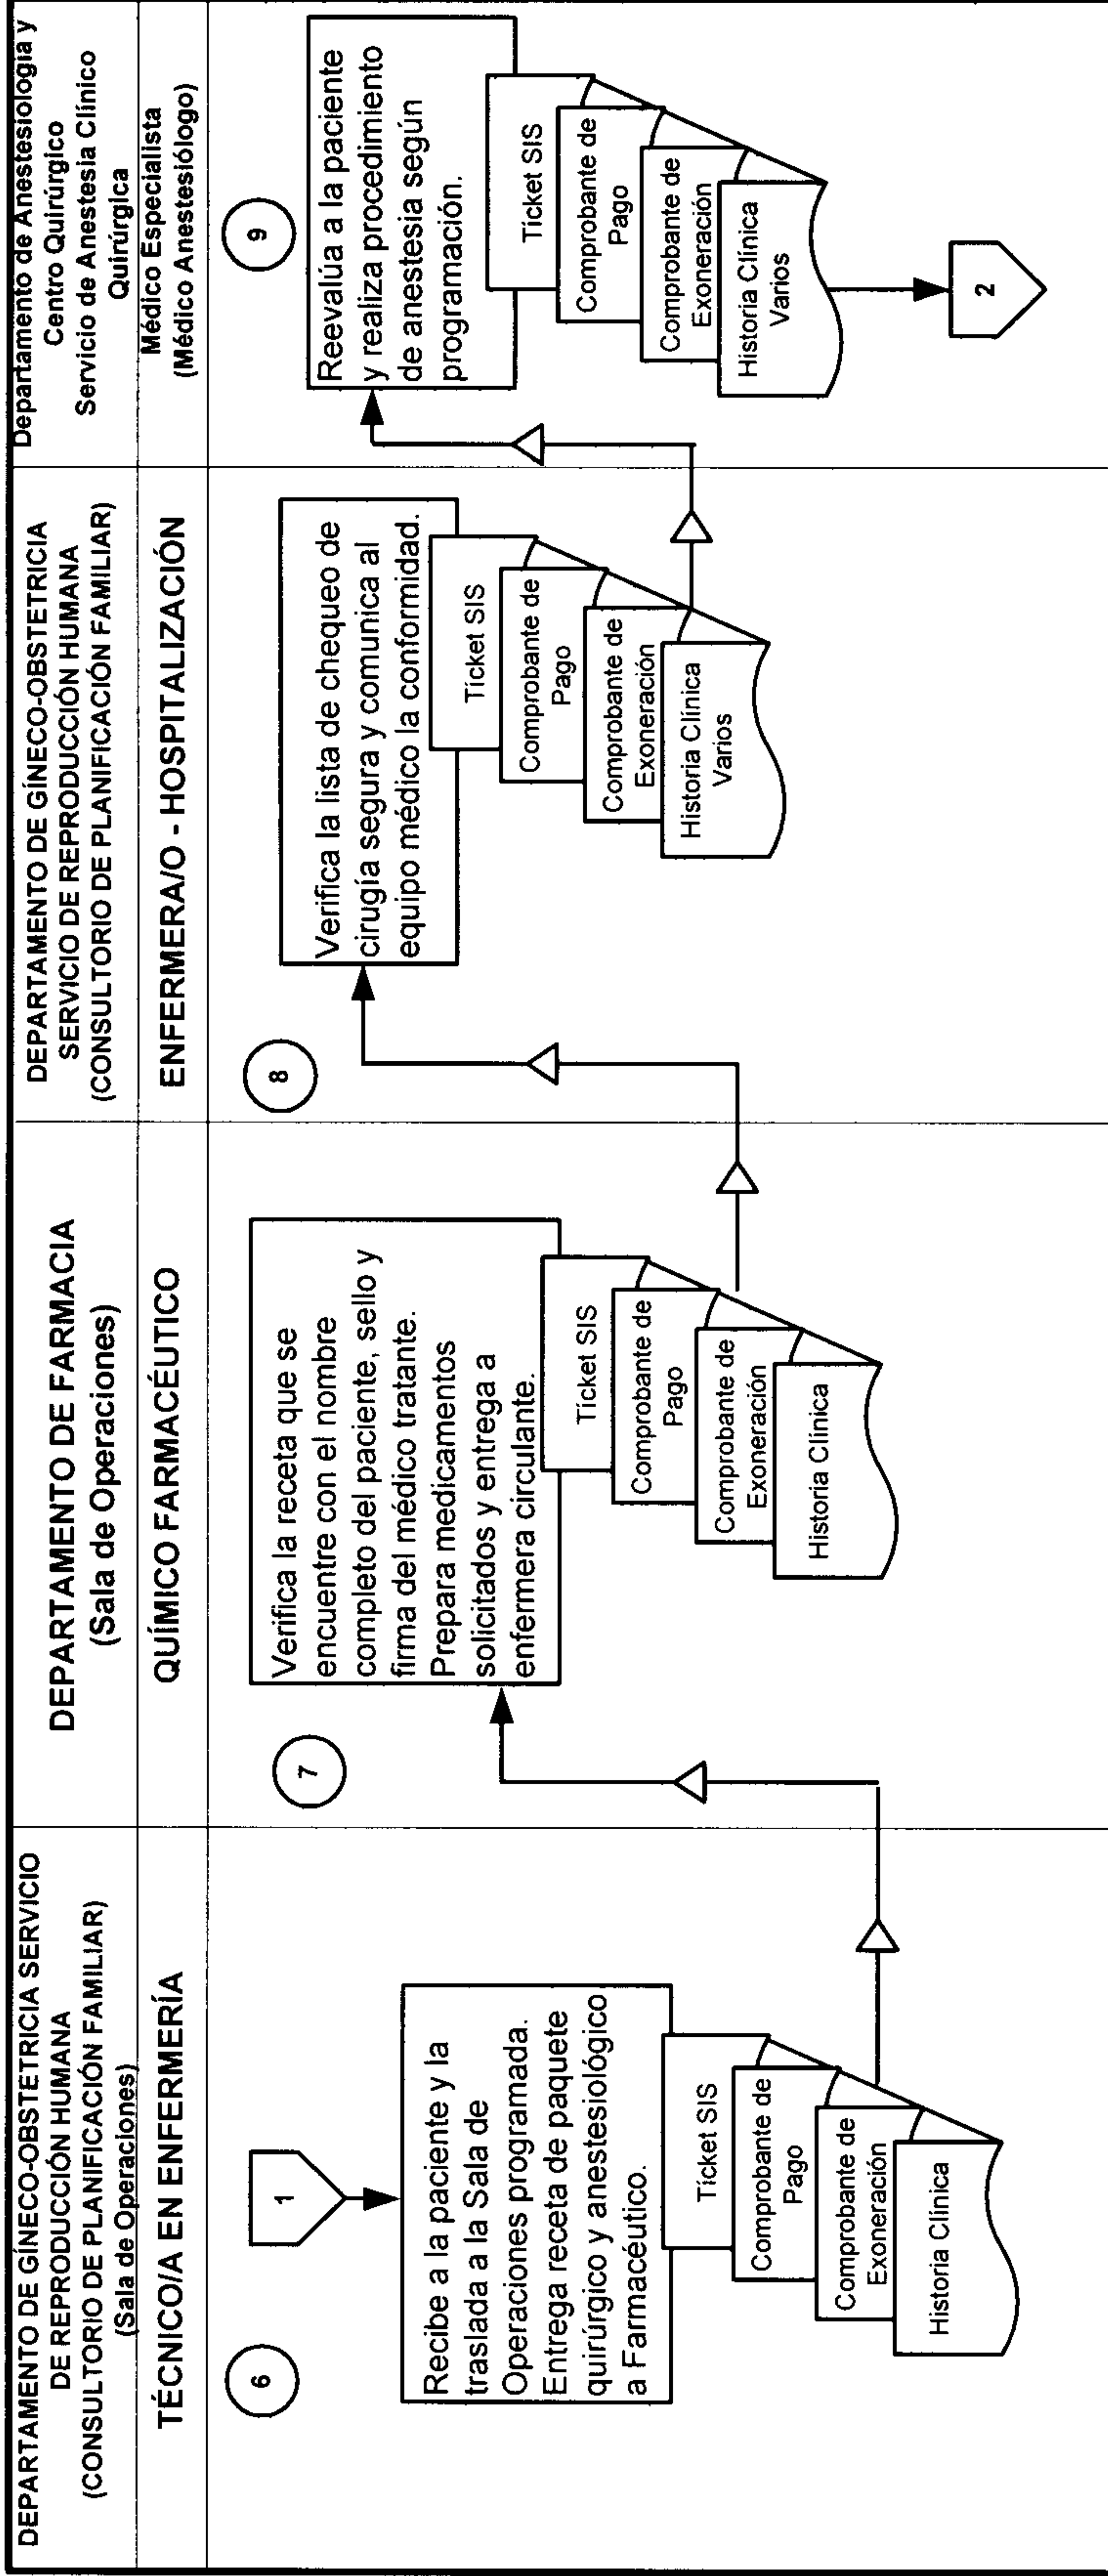 DEPARTAMENTO DE GÍNECO-OBSTETRICIA SERVICIO
DE REPRODUCCIÓN HUMANA
(CONSULTORIO DE PLANIFICACIÓN FAMILIAR)
(Sala de Operaciones)
TÉCNICO/A EN ENFERMERÍA
6
1
Recibe a la paciente y la
traslada a la Sala de
Operaciones programada.
Entrega receta de paquete
quirúrgico y anestesiológico
a Farmacéutico.
Tícket SIS
Comprobante de
Pago
Comprobante de
Exoneración
Historia Clínica
DEPARTAMENTO DE FARMACIA
(Sala de Operaciones)
QUÍMICO FARMACÉUTICO
7
Verifica la receta que se
encuentre con el nombre
completo del paciente, sello y
firma del médico tratante.
Prepara medicamentos
solicitados y entrega a
enfermera circulante.
Tícket SIS
Comprobante de
Pago
Comprobante de
Exoneración
Historia Clínica
DEPARTAMENTO DE GÍNECO-OBSTETRICIA
SERVICIO DE REPRODUCCIÓN HUMANA
(CONSULTORIO DE PLANIFICACIÓN FAMILIAR)
ENFERMERA/O - HOSPITALIZACIÓN
8
Verifica la lista de chequeo de
cirugía segura y comunica al
equipo médico la conformidad.
Tícket SIS
Comprobante de
Pago
Comprobante de
Exoneración
Historia Clínica
Varios
Departamento de Anestesiología y
Centro Quirúrgico
Servicio de Anestesia Clínico
Quirúrgica
Médico Especialista
(Médico Anestesiólogo)
9
Reevalúa a la paciente
y realiza procedimiento
de anestesia según
programación.
Tícket SIS
Comprobante de
Pago
Comprobante de
Exoneración
Historia Clínica
Varios
2